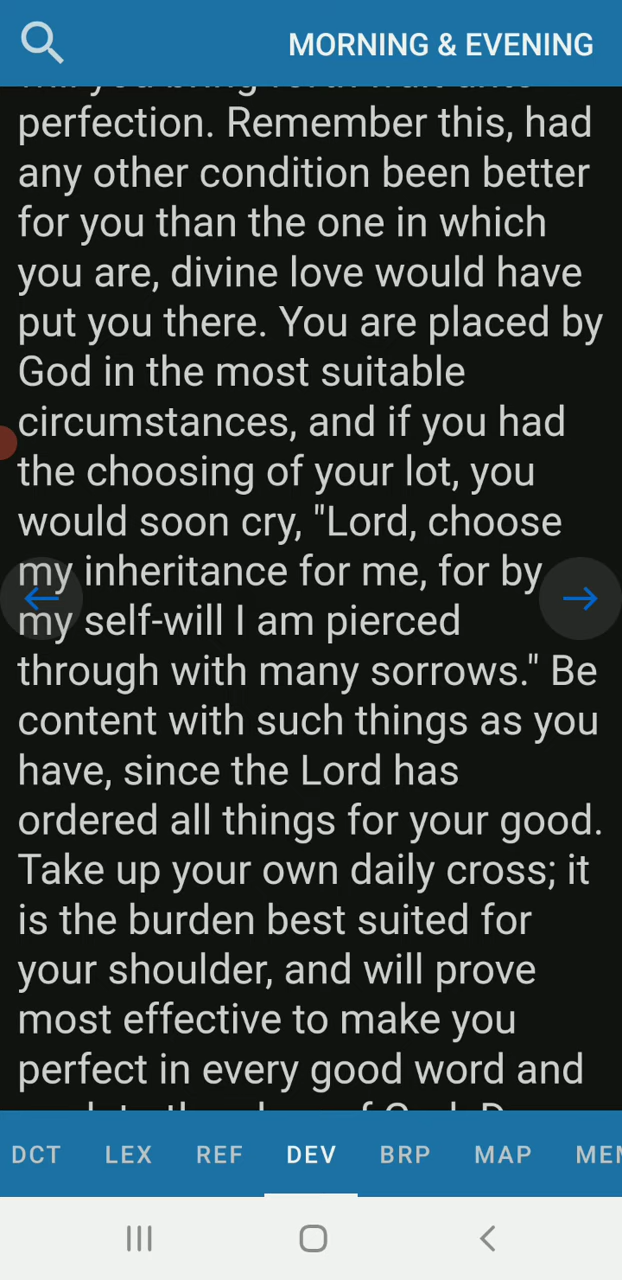 MORNING & EVENING
perfection. Remember this, had
any other condition been better
for you than the one in which
you are, divine love would have
put you there. You are placed by
God in the most suitable
circumstances, and if you had
the choosing of your lot, you
would soon cry, "Lord, choose
my inheritance for me, for by
my self-will I am pierced
through with many sorrows." Be
content with such things as you
have, since the Lord has
ordered all things for your good.
Take up your own daily cross; it
is the burden best suited for
your shoulder, and will prove
most effective to make you
perfect in every good word and
DCT LEX REF DEV BRP MAP